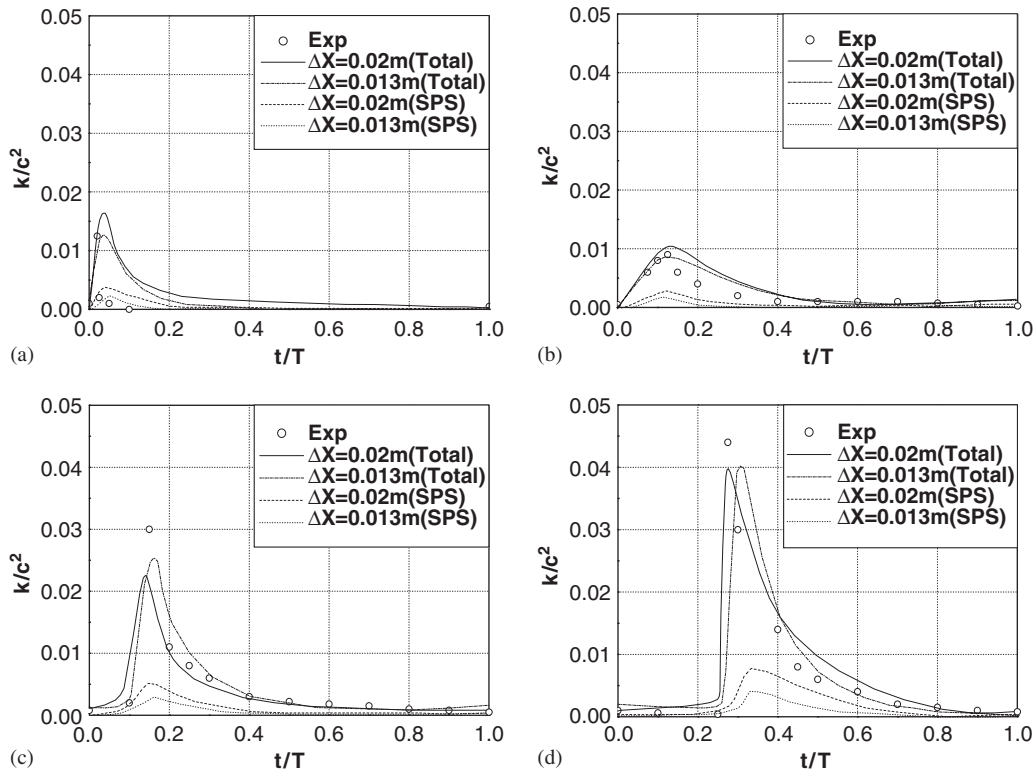 0.05
0.04
0.03
0.02
0.01
0.00
k/c²
0.0 0.2 0.4 0.6 0.8 1.0
t/T
Exp
ΔX=0.02m(Total)
ΔX=0.013m(Total)
ΔX=0.02m(SPS)
ΔX=0.013m(SPS)
(a)
0.05
0.04
0.03
0.02
0.01
0.00
k/c²
0.0 0.2 0.4 0.6 0.8 1.0
t/T
Exp
ΔX=0.02m(Total)
ΔX=0.013m(Total)
ΔX=0.02m(SPS)
ΔX=0.013m(SPS)
(b)
0.05
0.04
0.03
0.02
0.01
0.00
k/c²
0.0 0.2 0.4 0.6 0.8 1.0
t/T
Exp
ΔX=0.02m(Total)
ΔX=0.013m(Total)
ΔX=0.02m(SPS)
ΔX=0.013m(SPS)
(c)
0.05
0.04
0.03
0.02
0.01
0.00
k/c²
0.0 0.2 0.4 0.6 0.8 1.0
t/T
Exp
ΔX=0.02m(Total)
ΔX=0.013m(Total)
ΔX=0.02m(SPS)
ΔX=0.013m(SPS)
(d)